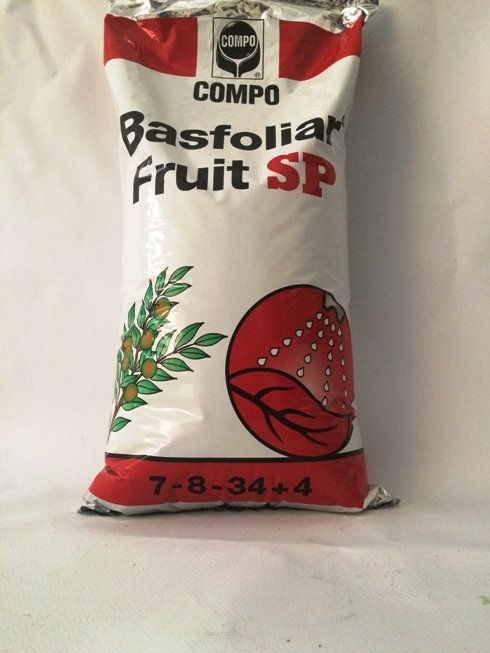 COMPO
®
COMPO
Basfoliar®
Fruit SP
7-8-34+4